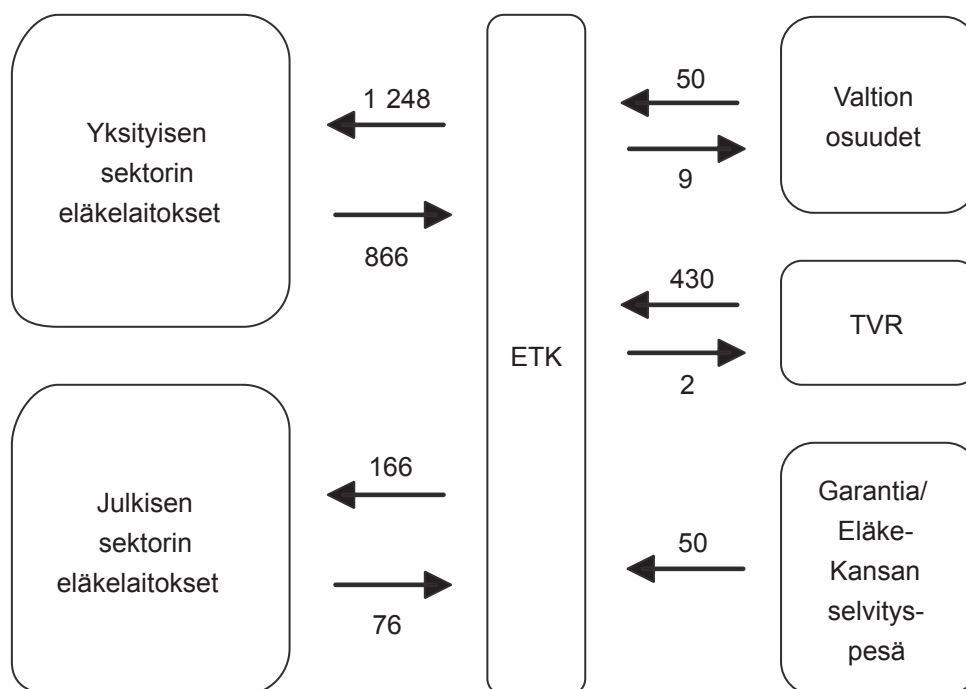 Yksityisen
sektorin
eläkelaitokset
1 248
866
Julkisen
sektorin
eläkelaitokset
166
76
ETK
50
9
Valtion
osuudet
430
2
TVR
50
Garantia/
Eläke-
Kansan
selvitys-
pesä